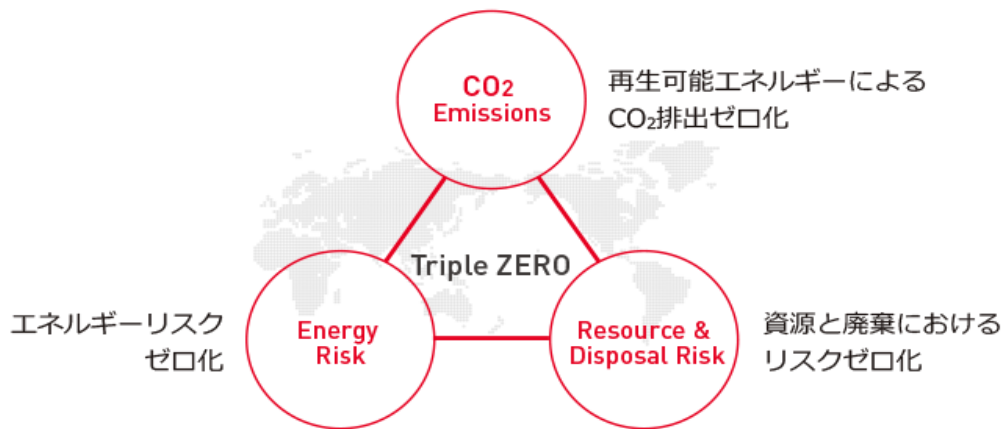 CO₂
Emissions
再生可能エネルギーによる
CO₂排出ゼロ化
Triple ZERO
エネルギーリスク
ゼロ化
Energy
Risk
Resource &
Disposal Risk
資源と廃棄における
リスクゼロ化